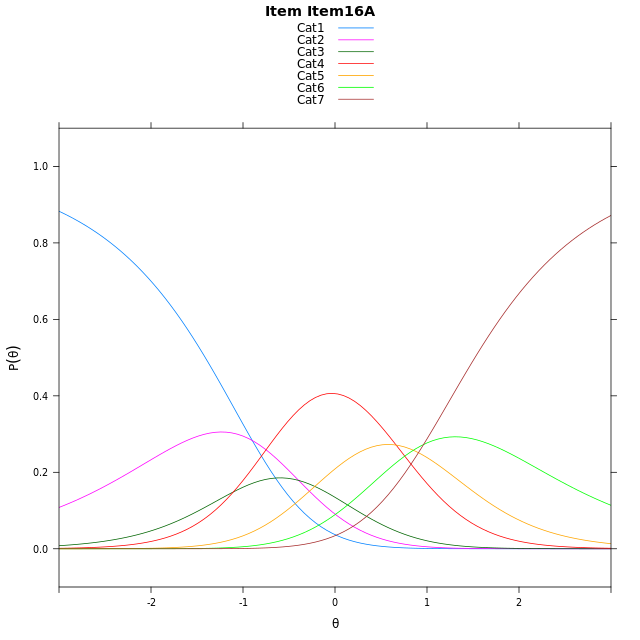 Item Item16A
Cat1
Cat2
Cat3
Cat4
Cat5
Cat6
Cat7
1.0
0.8
0.6
0.4
0.2
0.0
P(θ)
-2 -1 0 1 2
θ